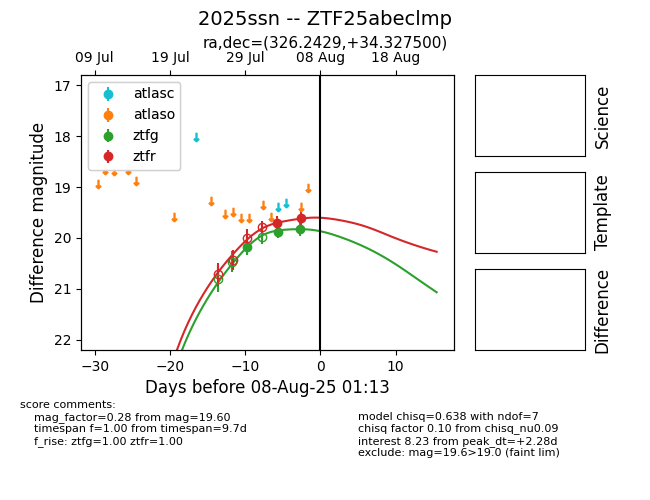 2025ssn -- ZTF25abeclmp
ra,dec=(326.2429,+34.327500)
09 Jul 19 Jul 29 Jul 08 Aug 18 Aug
atlasc
atlaso
ztfg
ztfr
17
18
19
20
21
22
Difference magnitude
−30 −20 −10 0 10
Days before 08-Aug-25 01:13
Science
Template
Difference
score comments:
mag_factor=0.28 from mag=19.60
timespan f=1.00 from timespan=9.7d
f_rise: ztfg=1.00 ztfr=1.00
model chisq=0.638 with ndof=7
chisq factor 0.10 from chisq_nu0.09
interest 8.23 from peak_dt=+2.28d
exclude: mag=19.6>19.0 (faint lim)